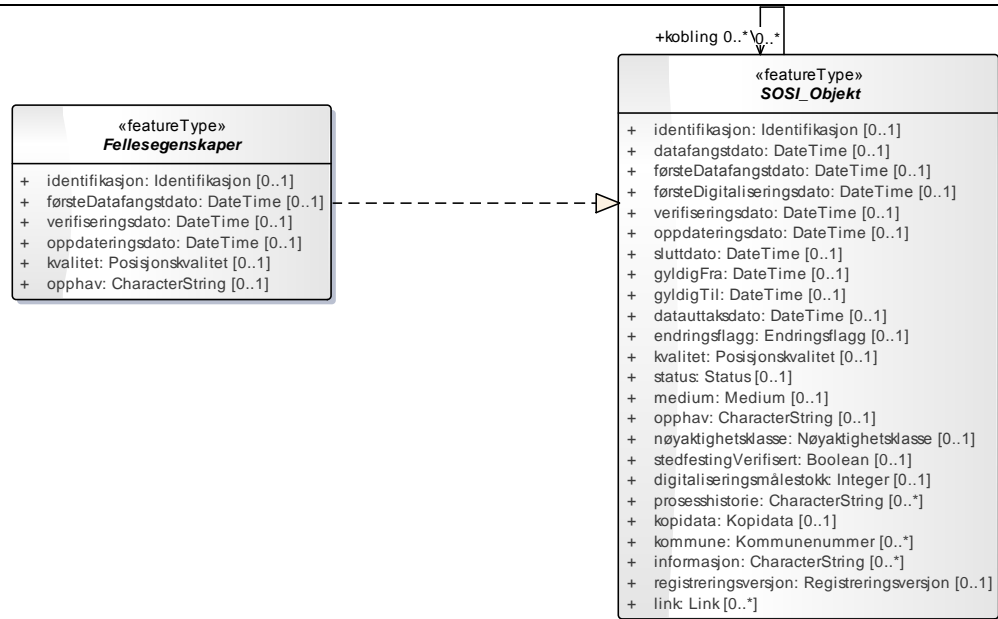 +kobling 0..* 0..*
«featureType»
Fellesegenskaper
+ identifikasjon: Identifikasjon [0..1]
+ førsteDatafangstdato: DateTime [0..1]
+ verifiseringsdato: DateTime [0..1]
+ oppdateringsdato: DateTime [0..1]
+ kvalitet: Posisjonskvalitet [0..1]
+ opphav: CharacterString [0..1]
«featureType»
SOSI_Objekt
+ identifikasjon: Identifikasjon [0..1]
+ datafangstdato: DateTime [0..1]
+ førsteDatafangstdato: DateTime [0..1]
+ førsteDigitaliseringsdato: DateTime [0..1]
+ verifiseringsdato: DateTime [0..1]
+ oppdateringsdato: DateTime [0..1]
+ sluttdato: DateTime [0..1]
+ gyldigFra: DateTime [0..1]
+ gyldigTil: DateTime [0..1]
+ datauttaksdato: DateTime [0..1]
+ endringsflagg: Endringsflagg [0..1]
+ kvalitet: Posisjonskvalitet [0..1]
+ status: Status [0..1]
+ medium: Medium [0..1]
+ opphav: CharacterString [0..1]
+ nøyaktighetsklasse: Nøyaktighetsklasse [0..1]
+ stedfestingVerifisert: Boolean [0..1]
+ digitaliseringsmålestokk: Integer [0..1]
+ prosesshistorie: CharacterString [0..*]
+ kopidata: Kopidata [0..1]
+ kommune: Kommunenummer [0..*]
+ informasjon: CharacterString [0..*]
+ registreringsversjon: Registreringsversjon [0..1]
+ link: Link [0..*]